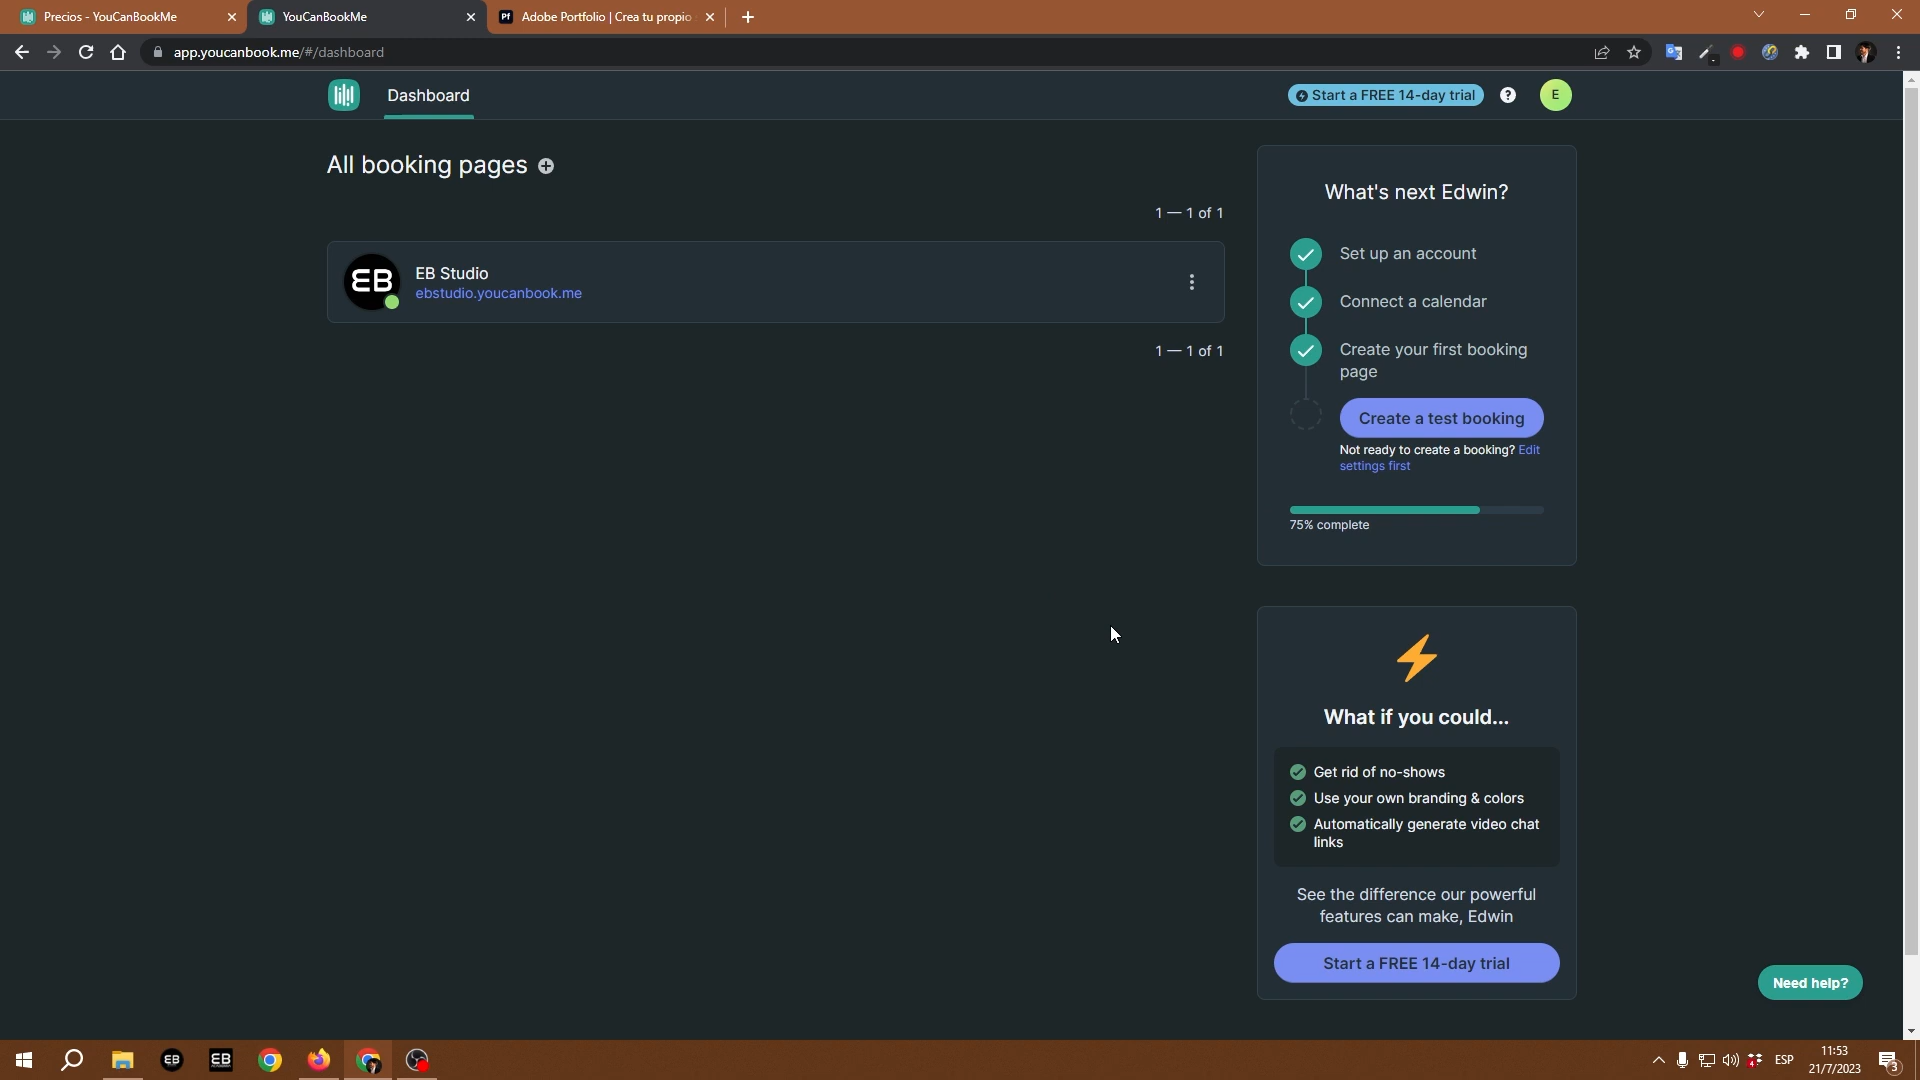 Precios - YouCanBookMe
YouCanBookMe
Pf
Adobe Portfolio | Crea tu propio
app.youcanbook.me/#/dashboard
Dashboard
Start a FREE 14-day trial
?
E
All booking pages
1 — 1 of 1
EB
EB Studio
ebstudio.youcanbook.me
1 — 1 of 1
What's next Edwin?
Set up an account
Connect a calendar
Create your first booking
page
Create a test booking
Not ready to create a booking? Edit
settings first
75% complete
What if you could...
Get rid of no-shows
Use your own branding & colors
Automatically generate video chat
links
See the difference our powerful
features can make, Edwin
Start a FREE 14-day trial
Need help?
EB
EB
ESP
11:53
21/7/2023
3